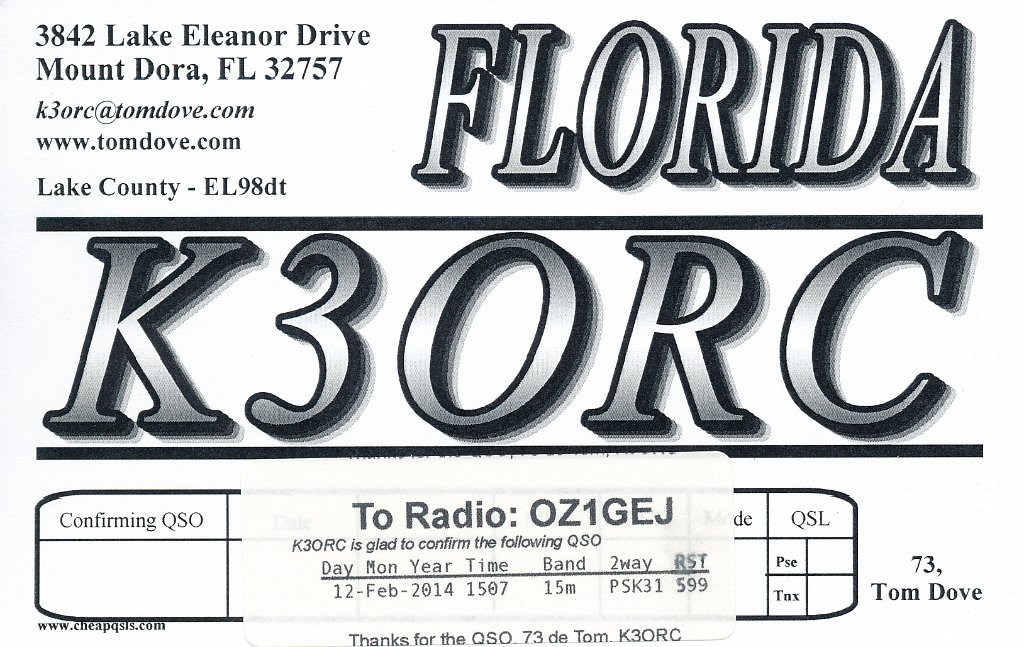 3842 Lake Eleanor Drive
Mount Dora, FL 32757
k3orc@tomdove.com
www.tomdove.com
Lake County - EL98dt
FLORIDA
K3ORC
Confirming QSO
Date
Mode
QSL
Pse
Tnx
To Radio: OZ1GEJ
K3ORC is glad to confirm the following QSO
Day Mon Year Time Band 2way RST
12-Feb-2014 1507 15m PSK31 599
Thanks for the QSO, 73 de Tom, K3ORC
73,
Tom Dove
www.cheapqsls.com